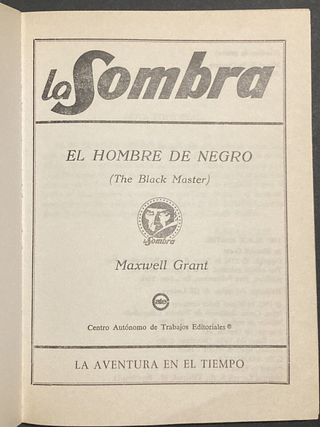 la Sombra
EL HOMBRE DE NEGRO
(The Black Master)
la Sombra
Maxwell Grant
Centro Autónomo de Trabajos Editoriales ®
LA AVENTURA EN EL TIEMPO